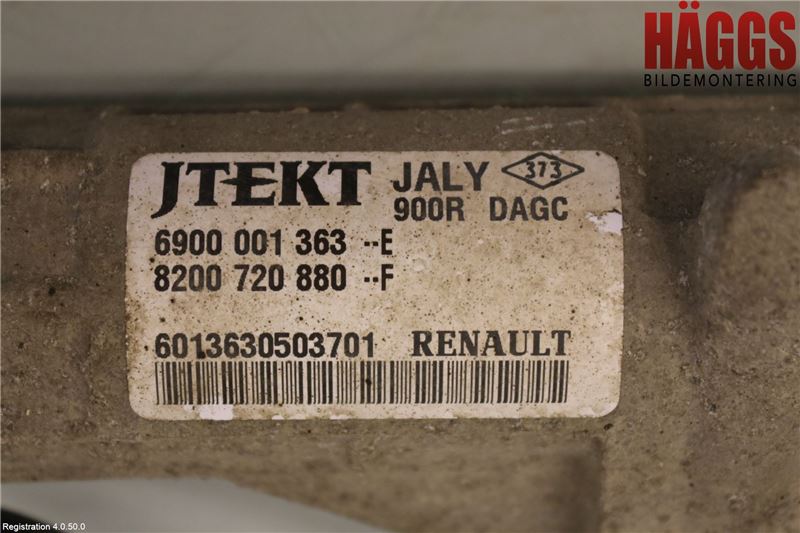 HÄGGS
BILDEMONTERING
JTEKT JALY 373
900R DAGC
6900 001 363 --E
8200 720 880 --F
6013630503701 RENAULT
Registration 4.0.50.0